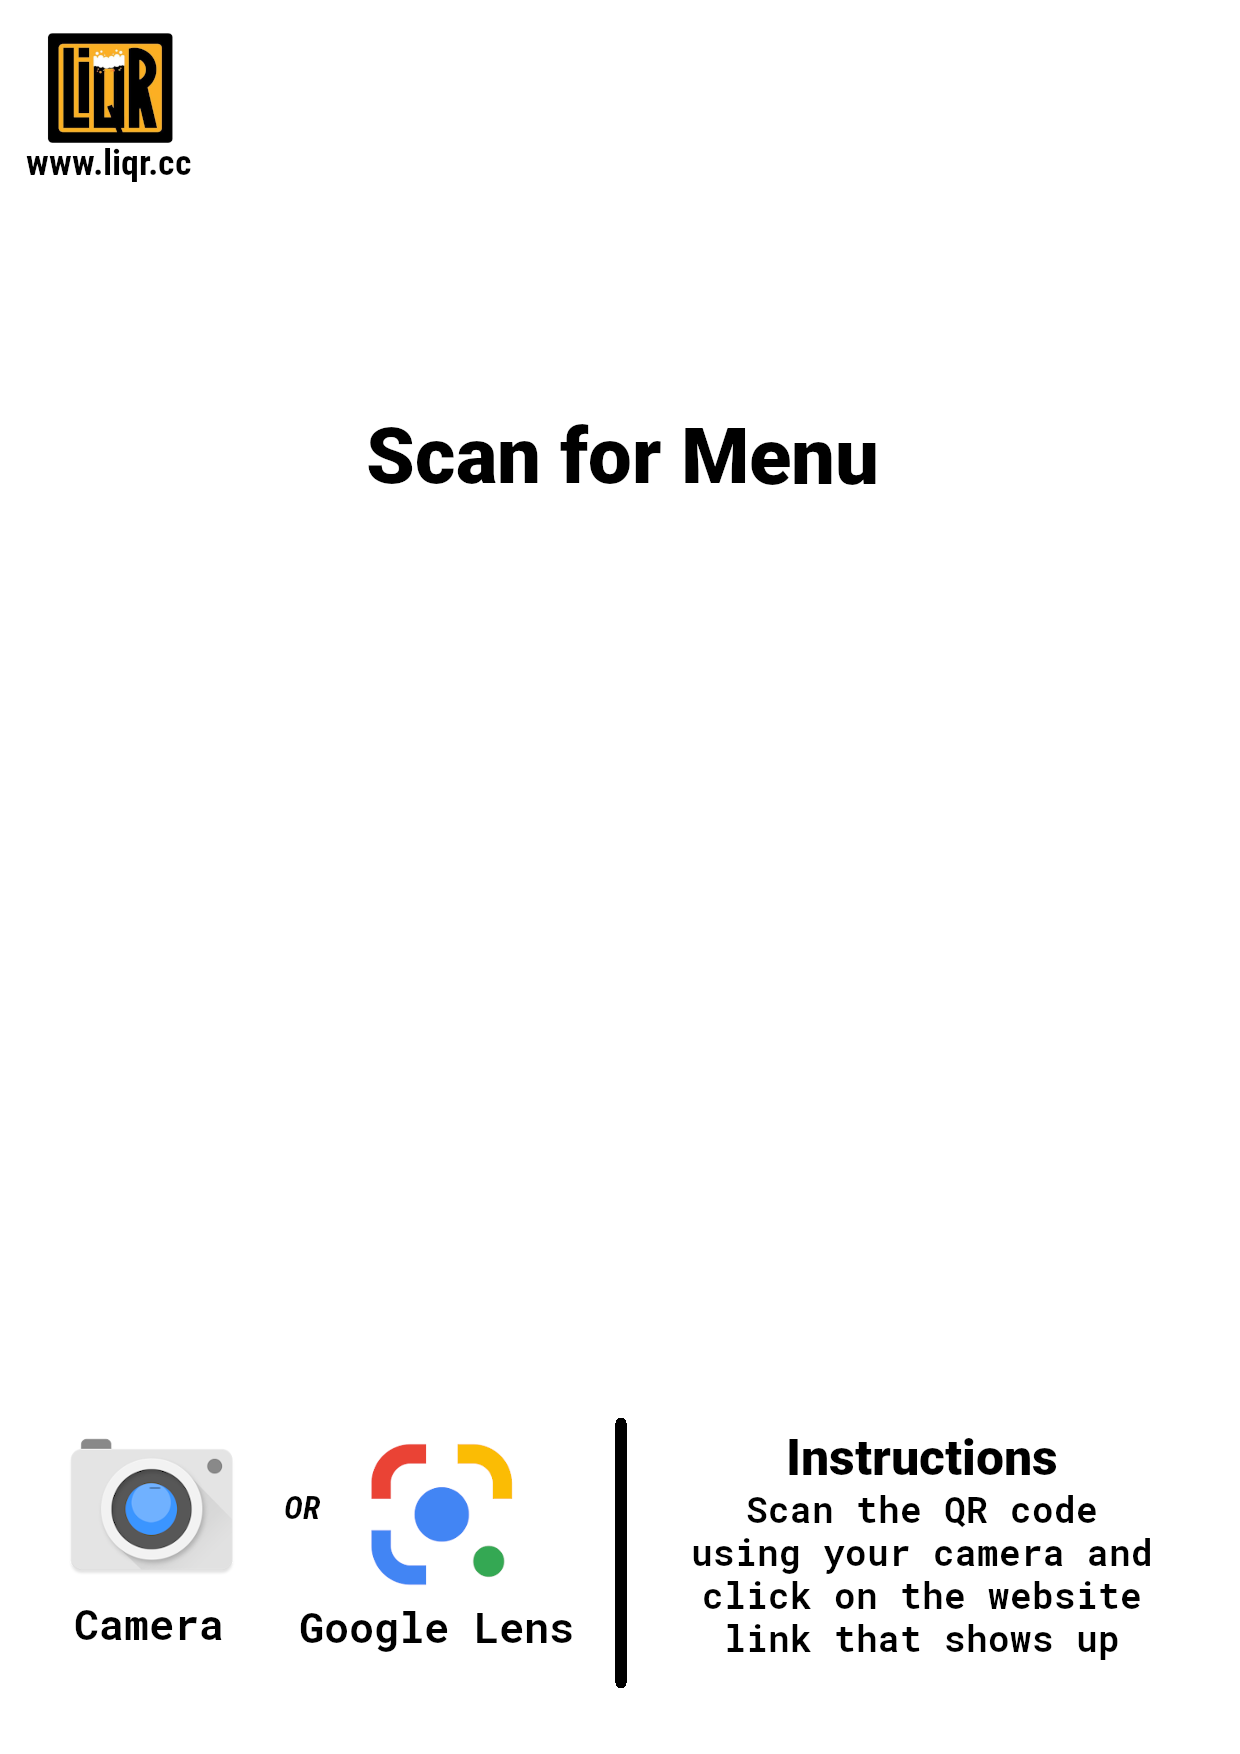 LiQR
www.liqr.cc
Scan for Menu
OR
Camera
Google Lens
Instructions
Scan the QR code
using your camera and
click on the website
link that shows up